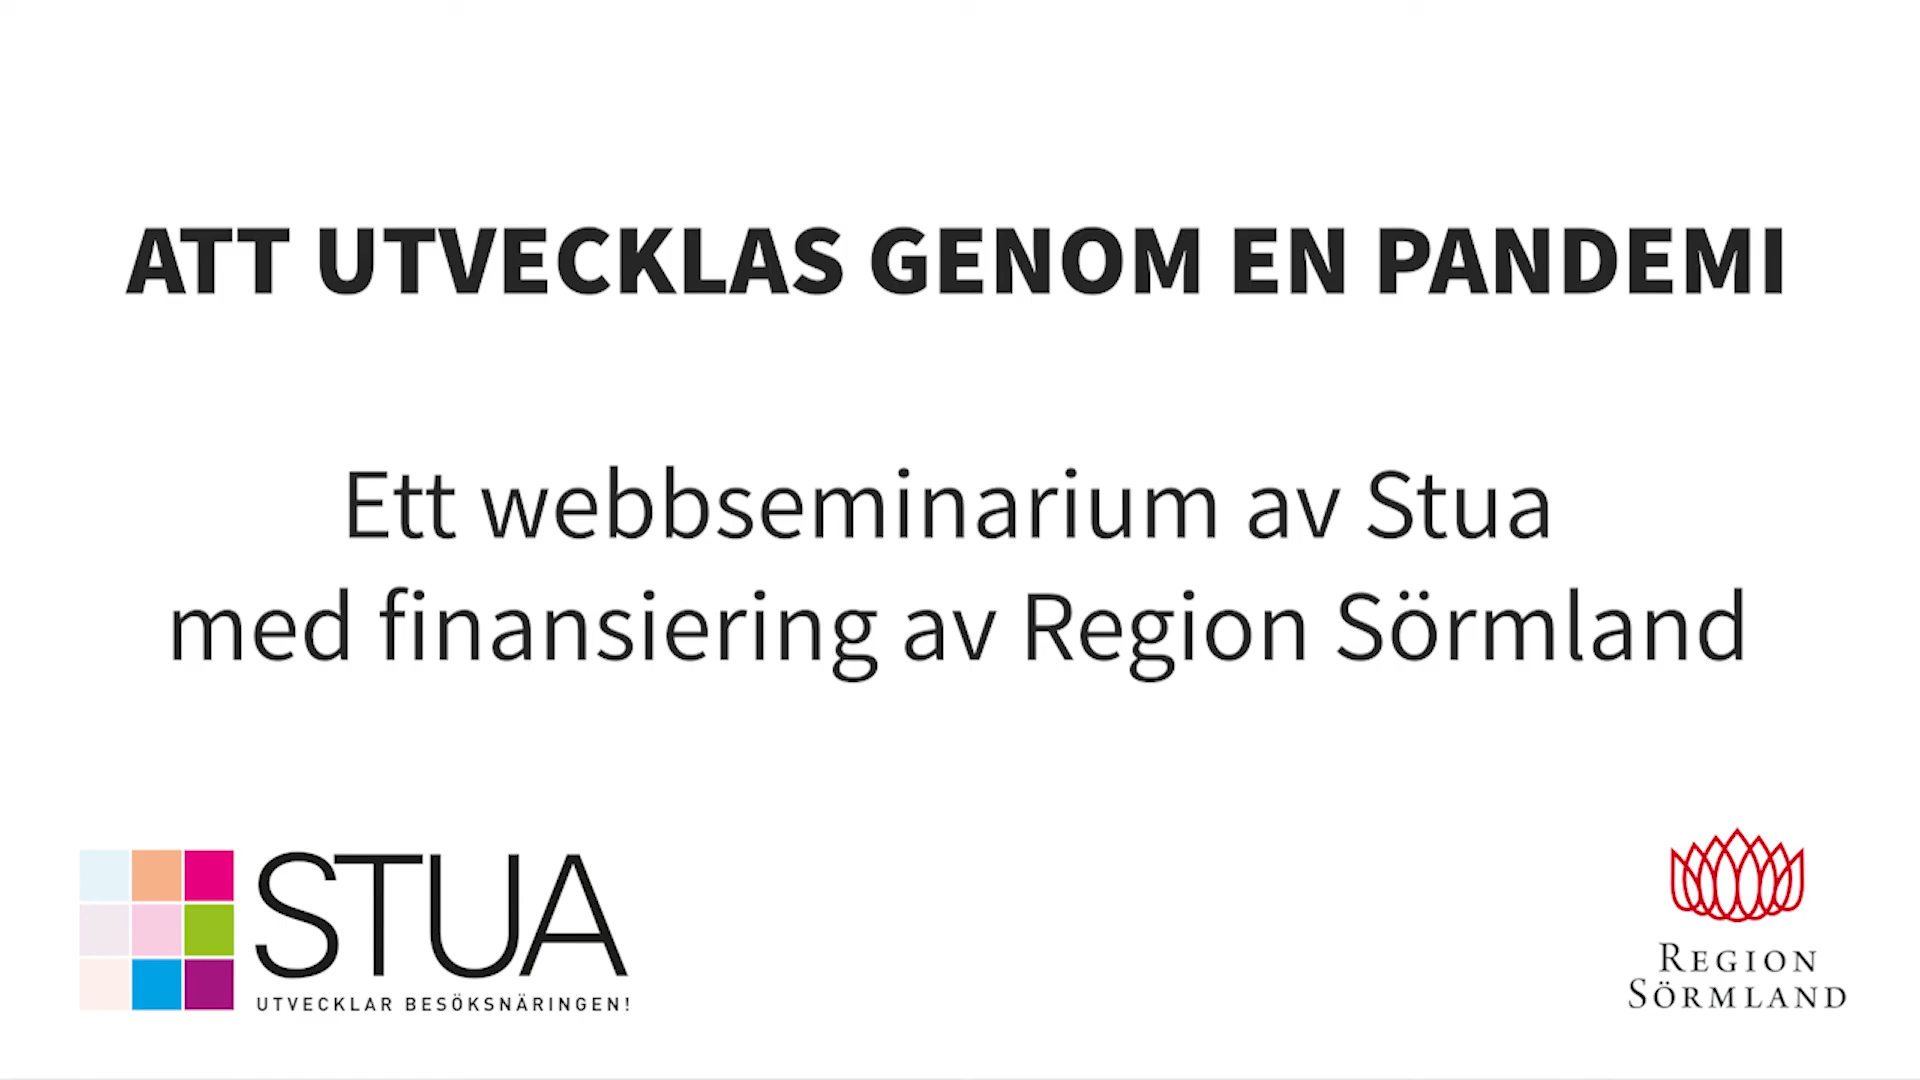 ATT UTVECKLAS GENOM EN PANDEMI
Ett webbseminarium av Stua
med finansiering av Region Sörmland
STUA
UTVECKLAR BESÖKSNÄRINGEN!
REGION
SÖRMLAND